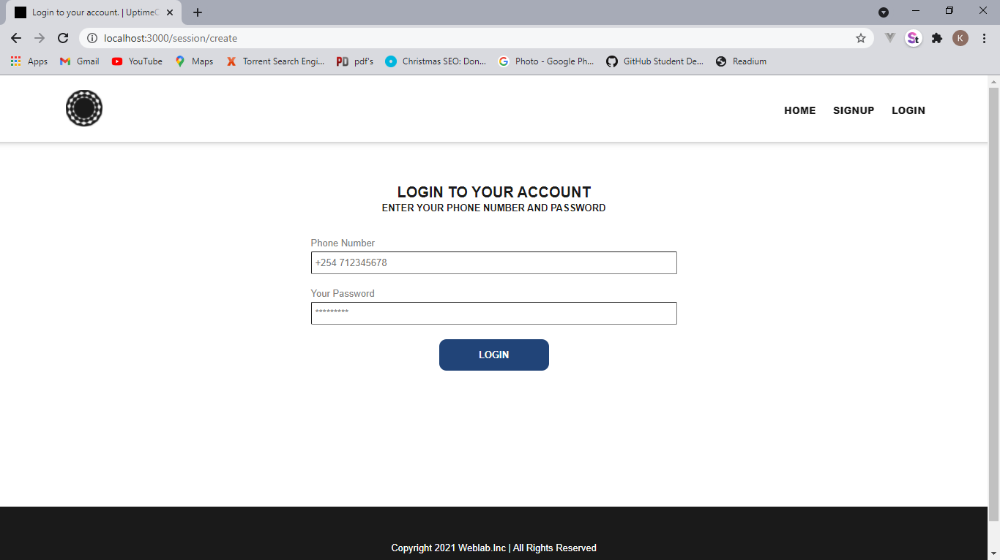 Login to your account. | UptimeC
localhost:3000/session/create
K
Apps Gmail YouTube Maps Torrent Search Engi... PD pdf's Christmas SEO: Don... Photo - Google Ph... GitHub Student De... Readium
HOME SIGNUP LOGIN
LOGIN TO YOUR ACCOUNT
ENTER YOUR PHONE NUMBER AND PASSWORD
Phone Number
+254 712345678
Your Password
*********
LOGIN
Copyright 2021 Weblab.Inc | All Rights Reserved